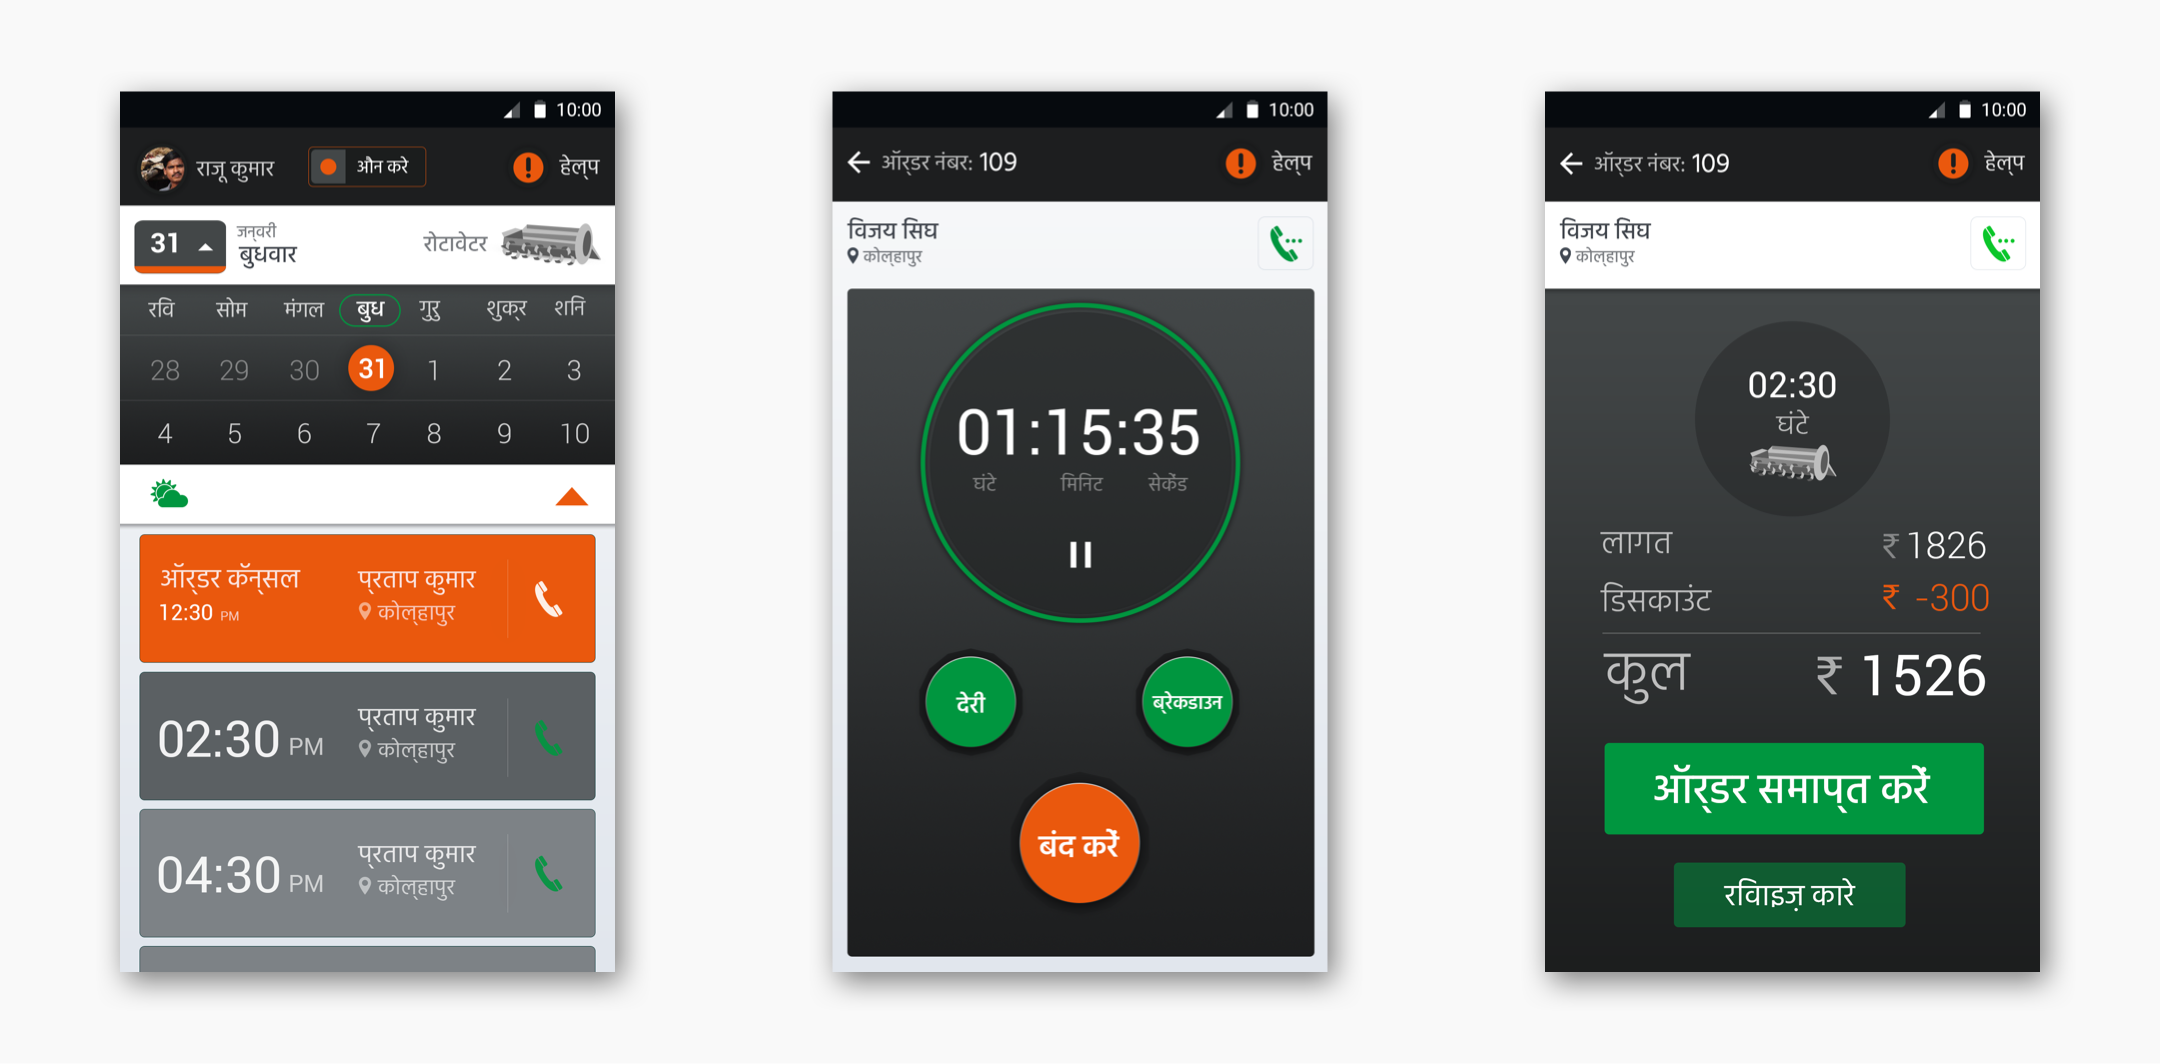 10:00
राजू कुमार औन करे हेल्प
31 जन्वरी
बुधवार
रोटावेटर
रवि सोम मंगल बुध गुरु शुक्र शनि
28 29 30 31 1 2 3
4 5 6 7 8 9 10
ऑर्डर कॅन्सल
12:30 PM
प्रताप कुमार
कोल्हापुर
02:30 PM
प्रताप कुमार
कोल्हापुर
04:30 PM
प्रताप कुमार
कोल्हापुर
10:00
ऑर्डर नंबर: 109 हेल्प
विजय सिघ
कोल्हापुर
01:15:35
घंटे मिनिट सेकेंड
देरी ब्रेकडाउन
बंद करें
10:00
ऑर्डर नंबर: 109 हेल्प
विजय सिघ
कोल्हापुर
02:30
घंटे
लागत ₹ 1826
डिसकाउंट ₹ -300
कुल ₹ 1526
ऑर्डर समाप्त करें
रविाइज़ कारे